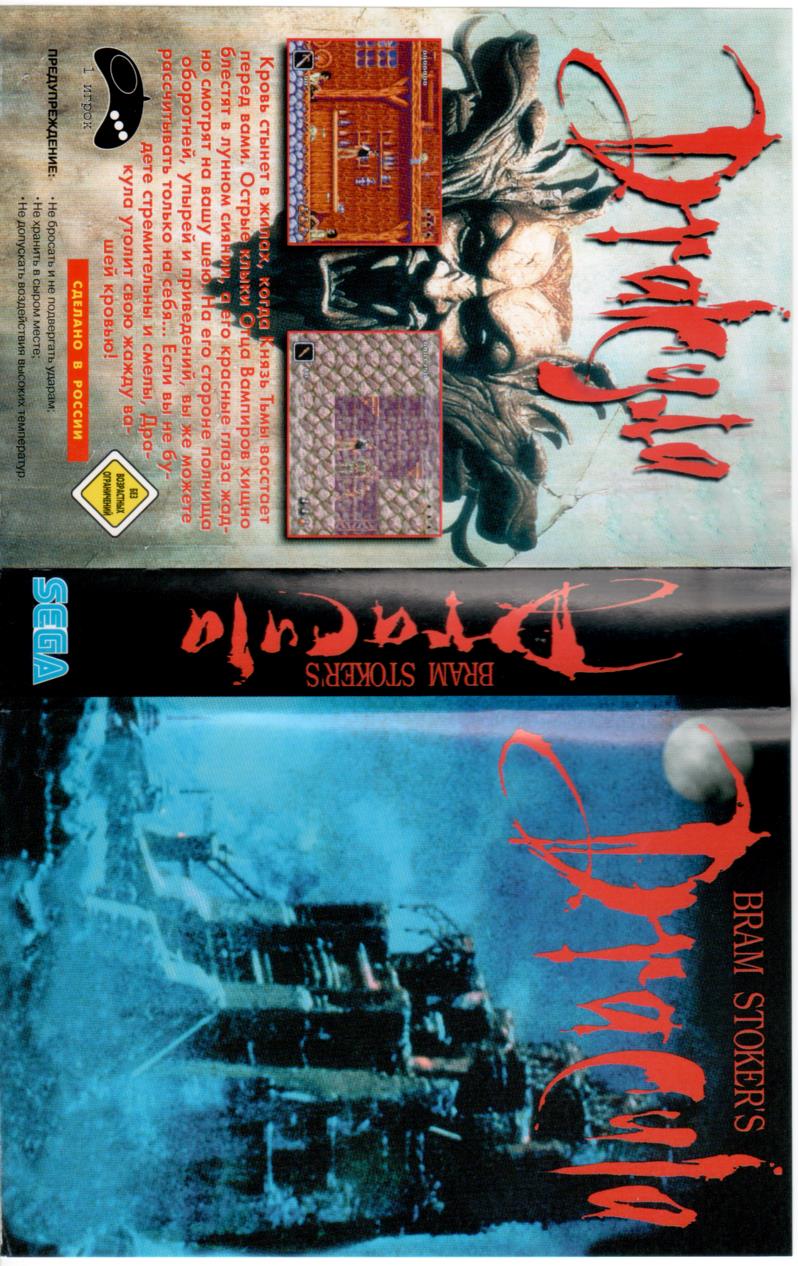 Дракула
Кровь стынет в жилах, когда Князь Тьмы восстает
перед вами. Острые клыки Отца Вампиров хищно
блестят в лунном сиянии, а его красные глаза жад-
но смотрят на вашу шею. На его стороне полчища
оборотней, упырей и приведений, вы же можете
рассчитывать только на себя... Если вы не бу-
дете стремительны и смелы, Дра-
кула утолит свою жажду ва-
шей кровью!
1 игрок
БЕЗ
ВОЗРАСТНЫХ
ОГРАНИЧЕНИЙ
СДЕЛАНО В РОССИИ
ПРЕДУПРЕЖДЕНИЕ:
• Не бросать и не подвергать ударам;
• Не хранить в сыром месте;
• Не допускать воздействия высоких температур.
BRAM STOKER'S
Dracula
SEGA
BRAM STOKER'S
Dracula